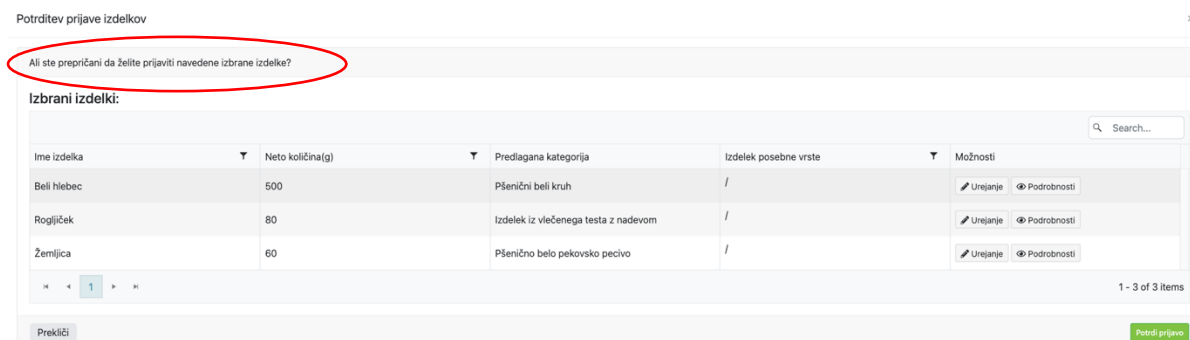 Potrditev prijave izdelkov
Ali ste prepričani da želite prijaviti navedene izbrane izdelke?
Izbrani izdelki:
Search...
Ime izdelka Neto količina(g) Predlagana kategorija Izdelek posebne vrste Možnosti
Beli hlebec 500 Pšenični beli kruh / Urejanje Podrobnosti
Rogljiček 80 Izdelek iz vlečenega testa z nadevom / Urejanje Podrobnosti
Žemljica 60 Pšenično belo pekovsko pecivo / Urejanje Podrobnosti
1 1 - 3 of 3 items
Prekliči Potrdi prijavo